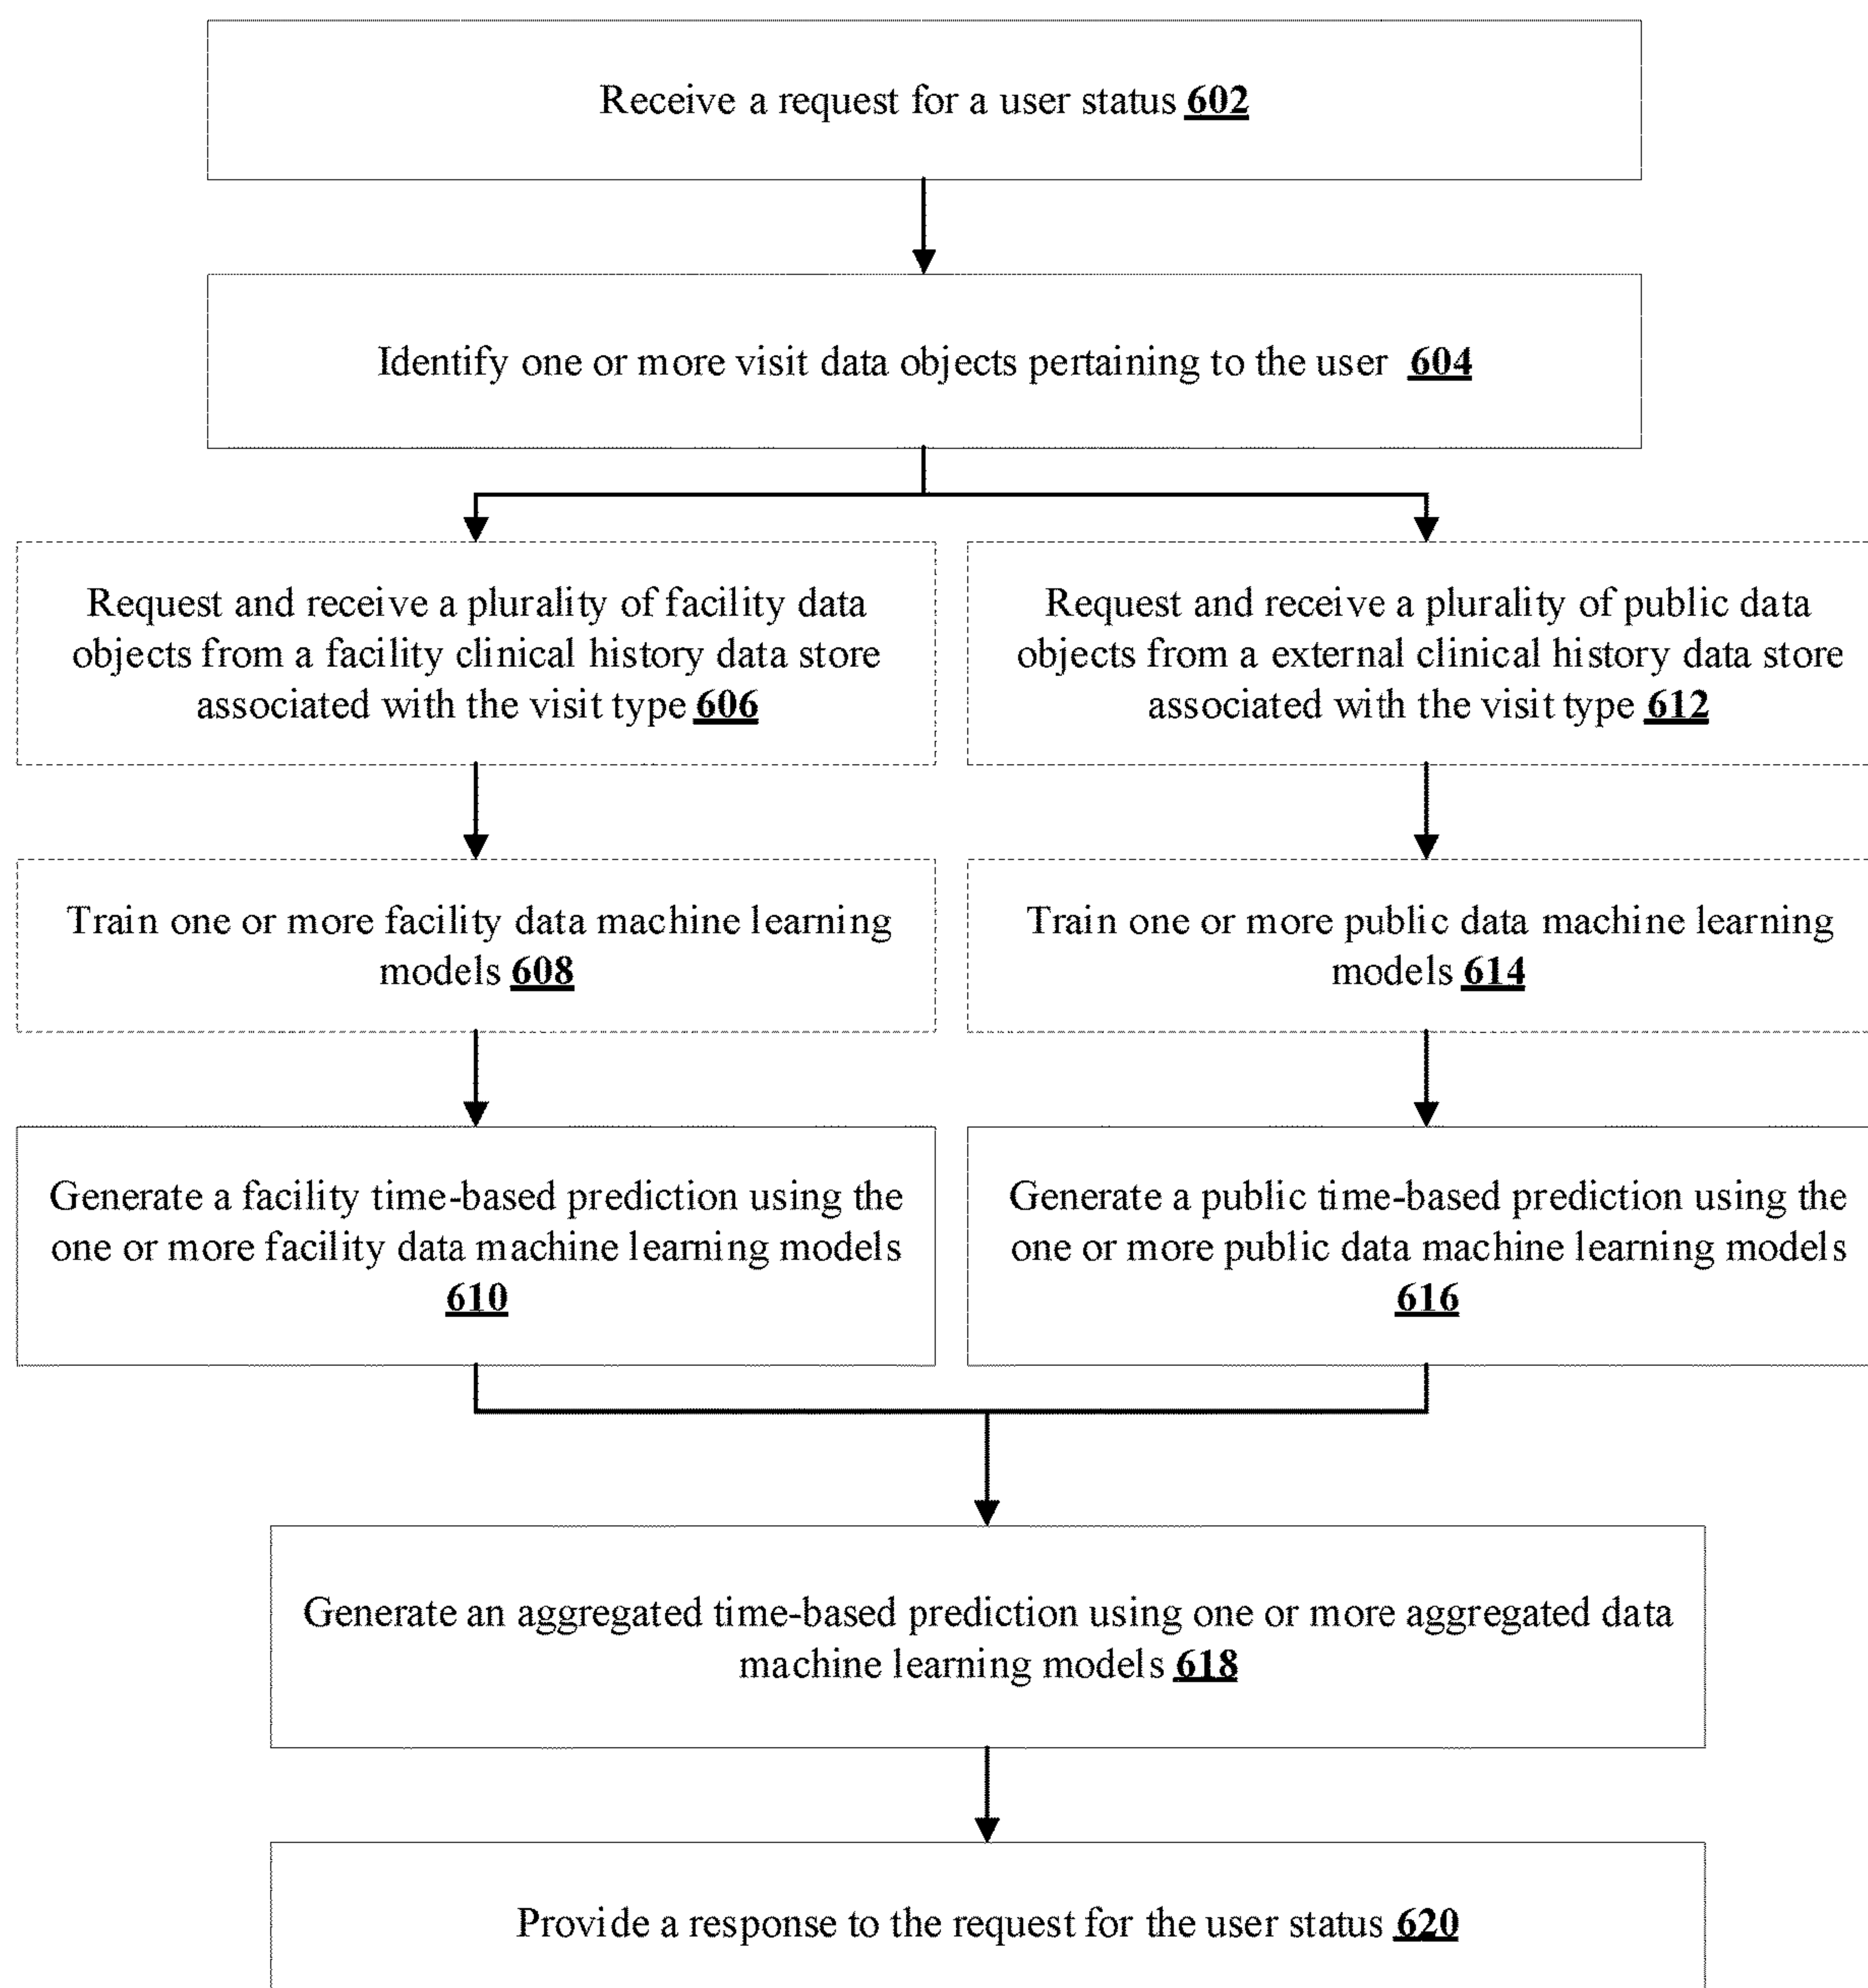 Receive a request for a user status 602
Identify one or more visit data objects pertaining to the user 604
Request and receive a plurality of facility data
objects from a facility clinical history data store
associated with the visit type 606
Request and receive a plurality of public data
objects from a external clinical history data store
associated with the visit type 612
Train one or more facility data machine learning
models 608
Train one or more public data machine learning
models 614
Generate a facility time-based prediction using the
one or more facility data machine learning models
610
Generate a public time-based prediction using the
one or more public data machine learning models
616
Generate an aggregated time-based prediction using one or more aggregated data
machine learning models 618
Provide a response to the request for the user status 620